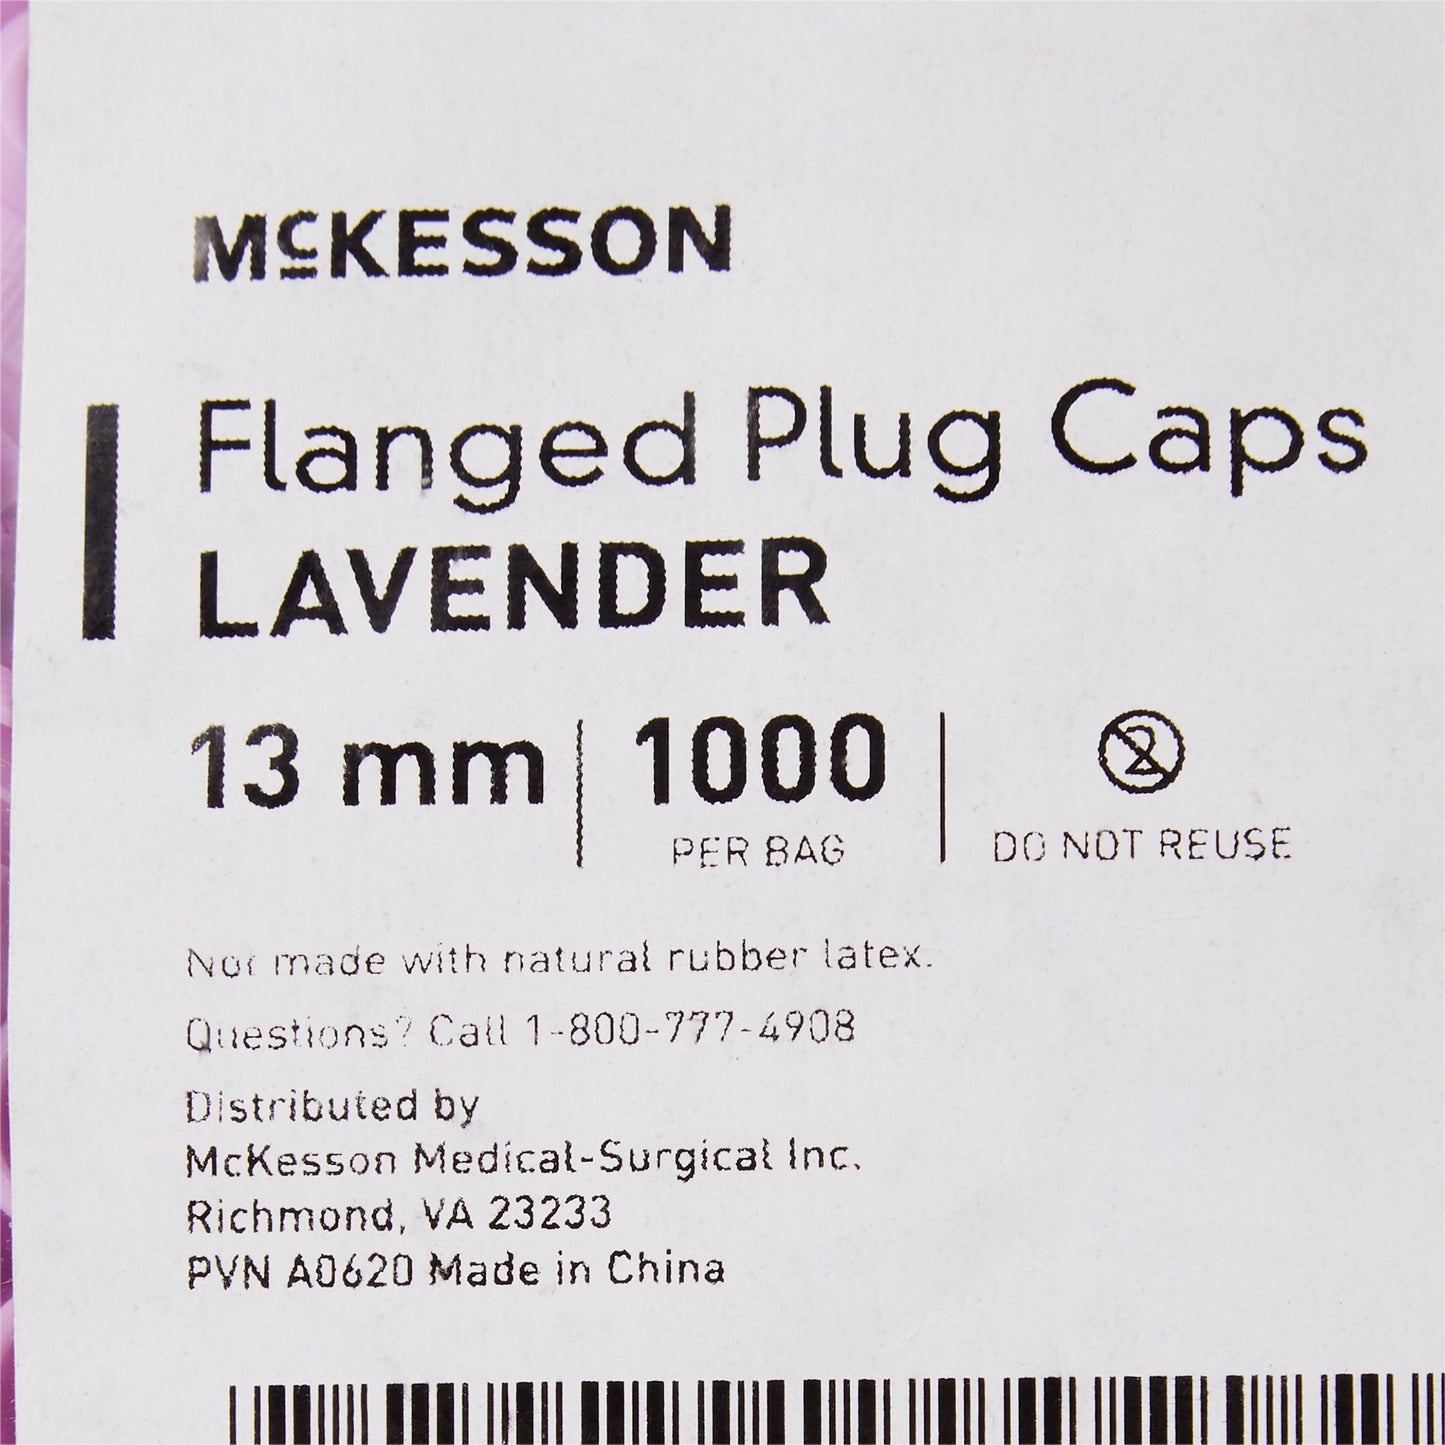 McKESSON
Flanged Plug Caps
LAVENDER
13 mm | 1000
PER BAG
2
DO NOT REUSE
Not made with natural rubber latex.
Questions? Call 1-800-777-4908
Distributed by
McKesson Medical-Surgical Inc.
Richmond, VA 23233
PVN A0620 Made in China